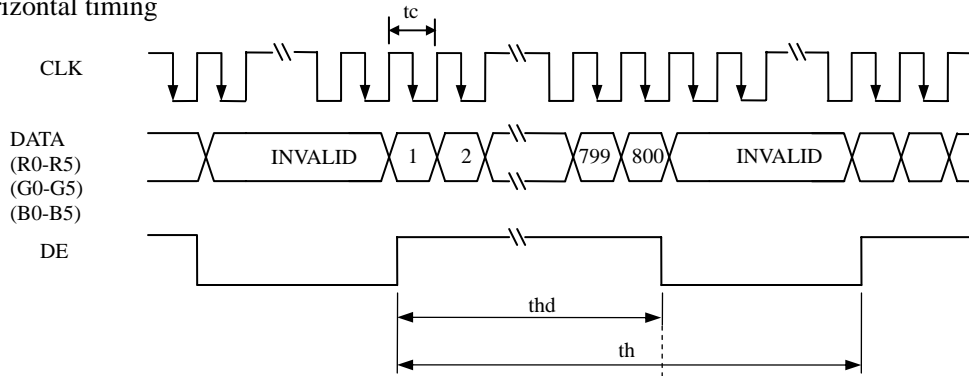 rizontal timing
tc
CLK
DATA
(R0-R5)
(G0-G5)
(B0-B5)
INVALID 1 2 799 800 INVALID
DE
thd
th